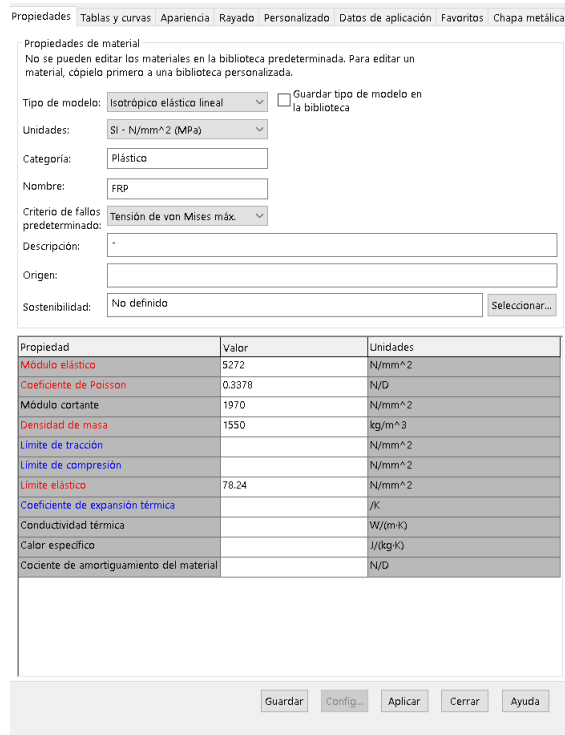 Propiedades Tablas y curvas Apariencia Rayado Personalizado Datos de aplicación Favoritos Chapa metálica
Propiedades de material
No se pueden editar los materiales en la biblioteca predeterminada. Para editar un
material, cópielo primero a una biblioteca personalizada.
Tipo de modelo: Isotrópico elástico lineal Guardar tipo de modelo en
la biblioteca
Unidades: SI - N/mm^2 (MPa)
Categoría: Plástico
Nombre: FRP
Criterio de fallos
predeterminado: Tensión de von Mises máx.
Descripción: -
Origen:
Sostenibilidad: No definido Seleccionar...
Propiedad Valor Unidades
Módulo elástico 5272 N/mm^2
Coeficiente de Poisson 0.3378 N/D
Módulo cortante 1970 N/mm^2
Densidad de masa 1550 kg/m^3
Límite de tracción N/mm^2
Límite de compresión N/mm^2
Límite elástico 78.24 N/mm^2
Coeficiente de expansión térmica /K
Conductividad térmica W/(m·K)
Calor específico J/(kg·K)
Cociente de amortiguamiento del material N/D
Guardar Config... Aplicar Cerrar Ayuda